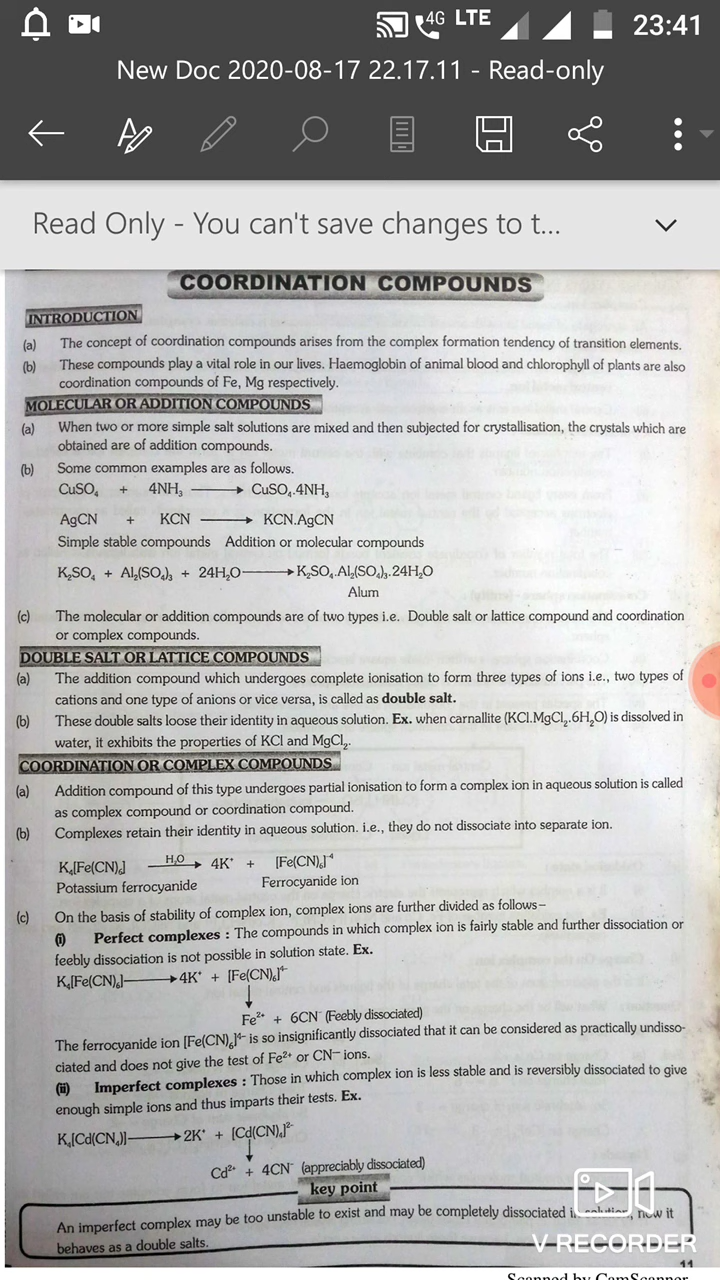 4G LTE 23:41
New Doc 2020-08-17 22.17.11 - Read-only
Read Only - You can't save changes to t...
COORDINATION COMPOUNDS
INTRODUCTION
(a) The concept of coordination compounds arises from the complex formation tendency of transition elements.
(b) These compounds play a vital role in our lives. Haemoglobin of animal blood and chlorophyll of plants are also
coordination compounds of Fe, Mg respectively.
MOLECULAR OR ADDITION COMPOUNDS
(a) When two or more simple salt solutions are mixed and then subjected for crystallisation, the crystals which are
obtained are of addition compounds.
(b) Some common examples are as follows.
CuSO₄ + 4NH₃ ⟶ CuSO₄.4NH₃
AgCN + KCN ⟶ KCN.AgCN
Simple stable compounds Addition or molecular compounds
K₂SO₄ + Al₂(SO₄)₃ + 24H₂O ⟶ K₂SO₄.Al₂(SO₄)₃.24H₂O
Alum
(c) The molecular or addition compounds are of two types i.e. Double salt or lattice compound and coordination
or complex compounds.
DOUBLE SALT OR LATTICE COMPOUNDS
(a) The addition compound which undergoes complete ionisation to form three types of ions i.e., two types of
cations and one type of anions or vice versa, is called as double salt.
(b) These double salts loose their identity in aqueous solution. Ex. when carnallite (KCl.MgCl₂.6H₂O) is dissolved in
water, it exhibits the properties of KCl and MgCl₂.
COORDINATION OR COMPLEX COMPOUNDS
(a) Addition compound of this type undergoes partial ionisation to form a complex ion in aqueous solution is called
as complex compound or coordination compound.
(b) Complexes retain their identity in aqueous solution. i.e., they do not dissociate into separate ion.
H₂O
K₄[Fe(CN)₆] ⟶ 4K⁺ + [Fe(CN)₆]⁻⁴
Potassium ferrocyanide Ferrocyanide ion
(c) On the basis of stability of complex ion, complex ions are further divided as follows–
(i) Perfect complexes : The compounds in which complex ion is fairly stable and further dissociation or
feebly dissociation is not possible in solution state. Ex.
K₄[Fe(CN)₆] ⟶ 4K⁺ + [Fe(CN)₆]⁴⁻
↓
Fe²⁺ + 6CN⁻ (Feebly dissociated)
The ferrocyanide ion [Fe(CN)₆]⁴⁻ is so insignificantly dissociated that it can be considered as practically undisso-
ciated and does not give the test of Fe²⁺ or CN⁻ ions.
(ii) Imperfect complexes : Those in which complex ion is less stable and is reversibly dissociated to give
enough simple ions and thus imparts their tests. Ex.
K₄[Cd(CN₄)] ⟶ 2K⁺ + [Cd(CN)₄]²⁻
↓
Cd²⁺ + 4CN⁻ (appreciably dissociated)
key point
An imperfect complex may be too unstable to exist and may be completely dissociated in solution, now it
behaves as a double salts.
V RECORDER
11
Scanned by CamScanner